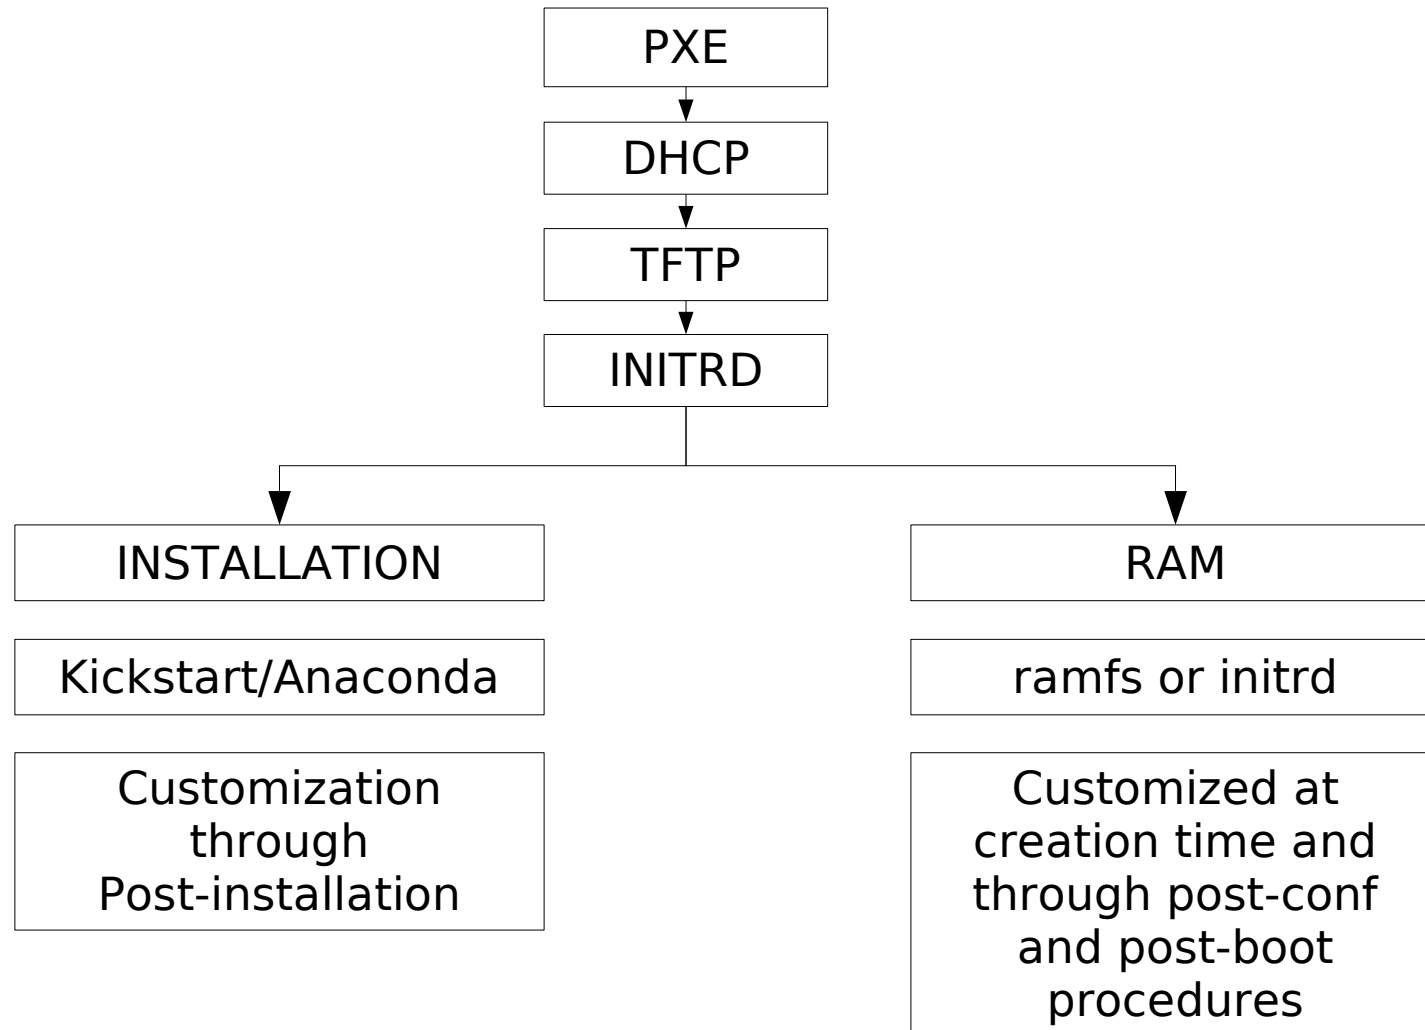 PXE
DHCP
TFTP
INITRD
INSTALLATION
Kickstart/Anaconda
Customization
through
Post-installation
RAM
ramfs or initrd
Customized at
creation time and
through post-conf
and post-boot
procedures